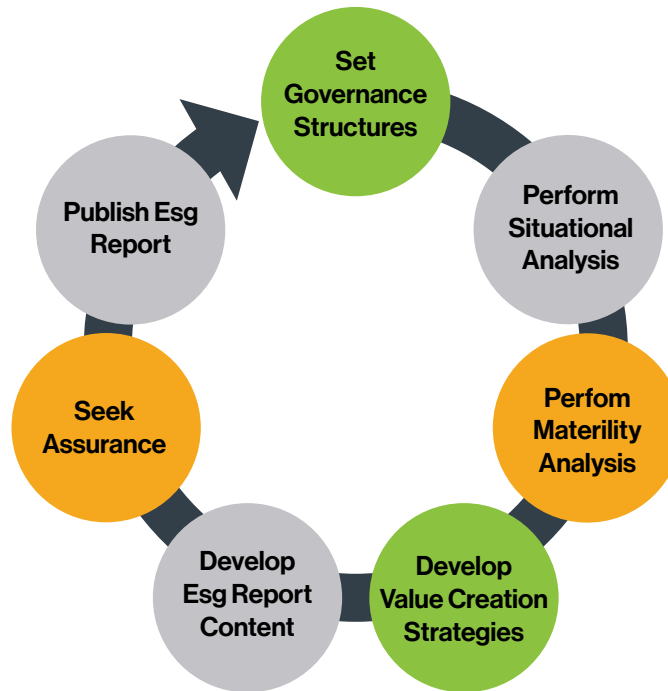 Set
Governance
Structures
Perform
Situational
Analysis
Perfom
Materility
Analysis
Develop
Value Creation
Strategies
Develop
Esg Report
Content
Seek
Assurance
Publish Esg
Report